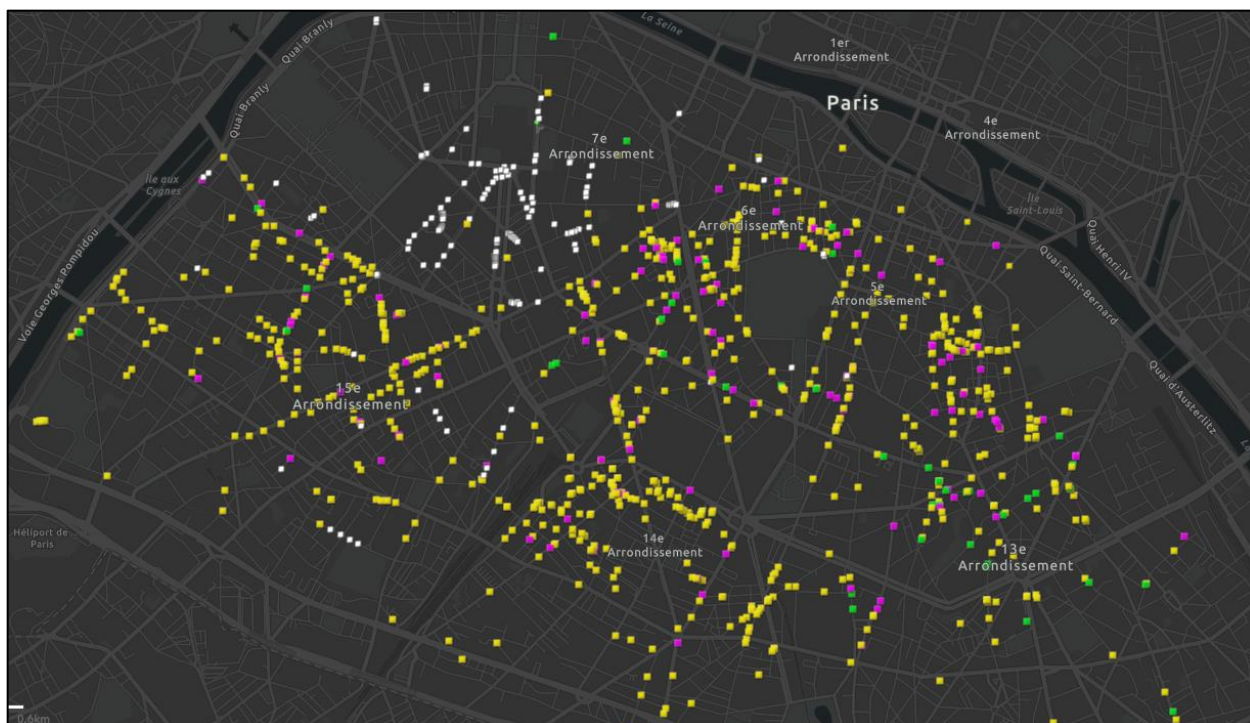 La Seine
1er
Arrondissement
Quai Branly
Quai Branly
Paris
4e
Arrondissement
7e
Arrondissement
Île aux
Cygnes
Île
Saint-Louis
6e
Arrondissement
Quai Henri IV
Quai Saint-Bernard
Voie Georges Pompidou
5e
Arrondissement
Quai d'Austerlitz
15e
Arrondissement
Héliport de
Paris
14e
Arrondissement
13e
Arrondissement
0.6km